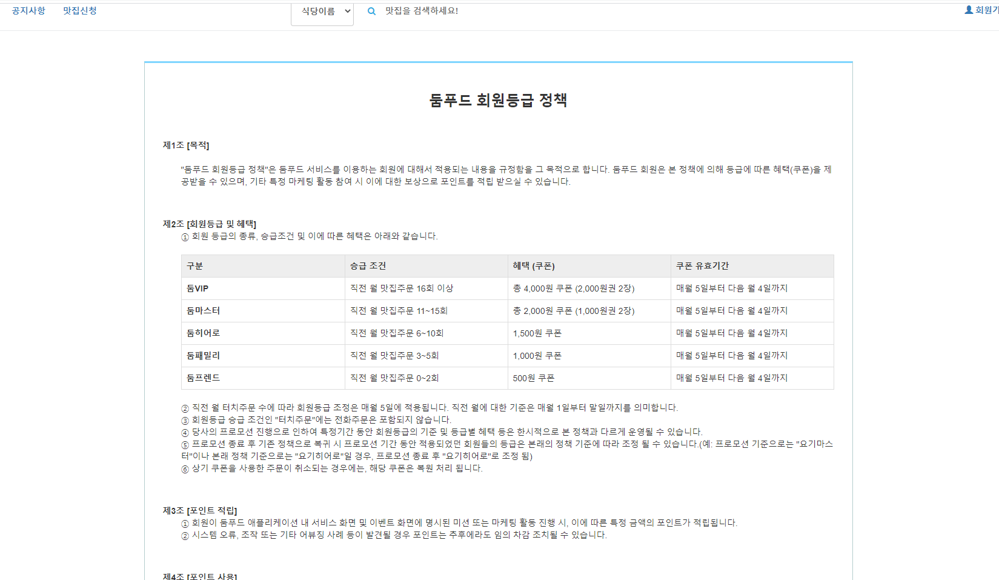 공지사항 맛집신청 식당이름 맛집을 검색하세요! 회원가
둠푸드 회원등급 정책
제1조 [목적]
"둠푸드 회원등급 정책"은 둠푸드 서비스를 이용하는 회원에 대해서 적용되는 내용을 규정함을 그 목적으로 합니다. 둠푸드 회원은 본 정책에 의해 등급에 따른 혜택(쿠폰)을 제
공받을 수 있으며, 기타 특정 마케팅 활동 참여 시 이에 대한 보상으로 포인트를 적립 받으실 수 있습니다.
제2조 [회원등급 및 혜택]
① 회원 등급의 종류, 승급조건 및 이에 따른 혜택은 아래와 같습니다.
구분 승급 조건 혜택 (쿠폰) 쿠폰 유효기간
둠VIP 직전 월 맛집주문 16회 이상 총 4,000원 쿠폰 (2,000원권 2장) 매월 5일부터 다음 월 4일까지
둠마스터 직전 월 맛집주문 11~15회 총 2,000원 쿠폰 (1,000원권 2장) 매월 5일부터 다음 월 4일까지
둠히어로 직전 월 맛집주문 6~10회 1,500원 쿠폰 매월 5일부터 다음 월 4일까지
둠패밀리 직전 월 맛집주문 3~5회 1,000원 쿠폰 매월 5일부터 다음 월 4일까지
둠프렌드 직전 월 맛집주문 0~2회 500원 쿠폰 매월 5일부터 다음 월 4일까지
② 직전 월 터치주문 수에 따라 회원등급 조정은 매월 5일에 적용됩니다. 직전 월에 대한 기준은 매월 1일부터 말일까지를 의미합니다.
③ 회원등급 승급 조건인 "터치주문"에는 전화주문은 포함되지 않습니다.
④ 당사의 프로모션 진행으로 인하여 특정기간 동안 회원등급의 기준 및 등급별 혜택 등은 한시적으로 본 정책과 다르게 운영될 수 있습니다.
⑤ 프로모션 종료 후 기존 정책으로 복귀 시 프로모션 기간 동안 적용되었던 회원들의 등급은 본래의 정책 기준에 따라 조정 될 수 있습니다.(예: 프로모션 기준으로는 "요기마스
터"이나 본래 정책 기준으로는 "요기히어로"일 경우, 프로모션 종료 후 "요기히어로"로 조정 됨)
⑥ 상기 쿠폰을 사용한 주문이 취소되는 경우에는, 해당 쿠폰은 복원 처리 됩니다.
제3조 [포인트 적립]
① 회원이 둠푸드 애플리케이션 내 서비스 화면 및 이벤트 화면에 명시된 미션 또는 마케팅 활동 진행 시, 이에 따른 특정 금액의 포인트가 적립됩니다.
② 시스템 오류, 조작 또는 기타 어뷰징 사례 등이 발견될 경우 포인트는 추후에라도 임의 차감 조치될 수 있습니다.
제4조 [포인트 사용]